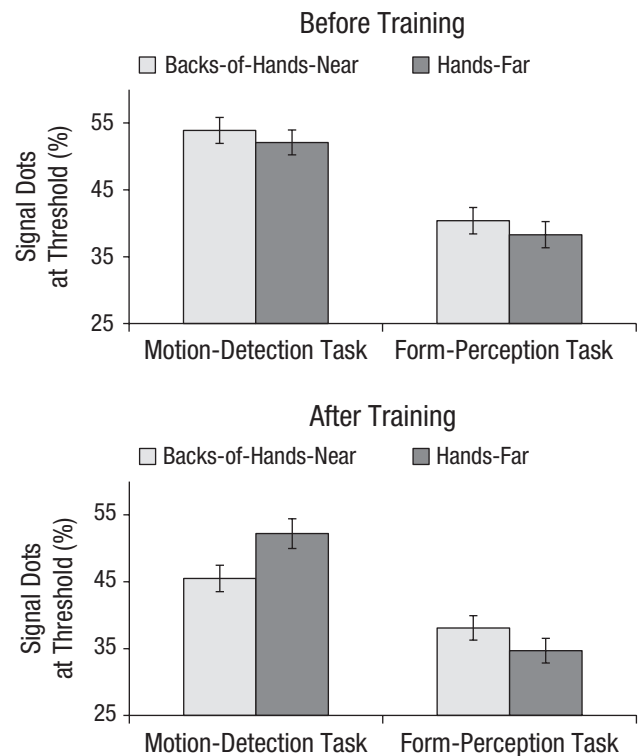 Before Training
Backs-of-Hands-Near Hands-Far
Signal Dots
at Threshold (%)
55
45
35
25
Motion-Detection Task Form-Perception Task
After Training
Backs-of-Hands-Near Hands-Far
Signal Dots
at Threshold (%)
55
45
35
25
Motion-Detection Task Form-Perception Task